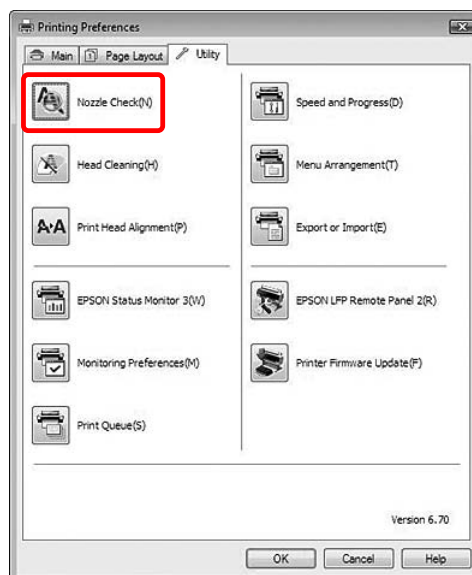 Printing Preferences
Main
Page Layout
Utility
Nozzle Check(N)
Speed and Progress(D)
Head Cleaning(H)
Menu Arrangement(T)
A▸A
Print Head Alignment(P)
Export or Import(E)
EPSON Status Monitor 3(W)
EPSON LFP Remote Panel 2(R)
Monitoring Preferences(M)
Printer Firmware Update(F)
Print Queue(S)
Version 6.70
OK
Cancel
Help